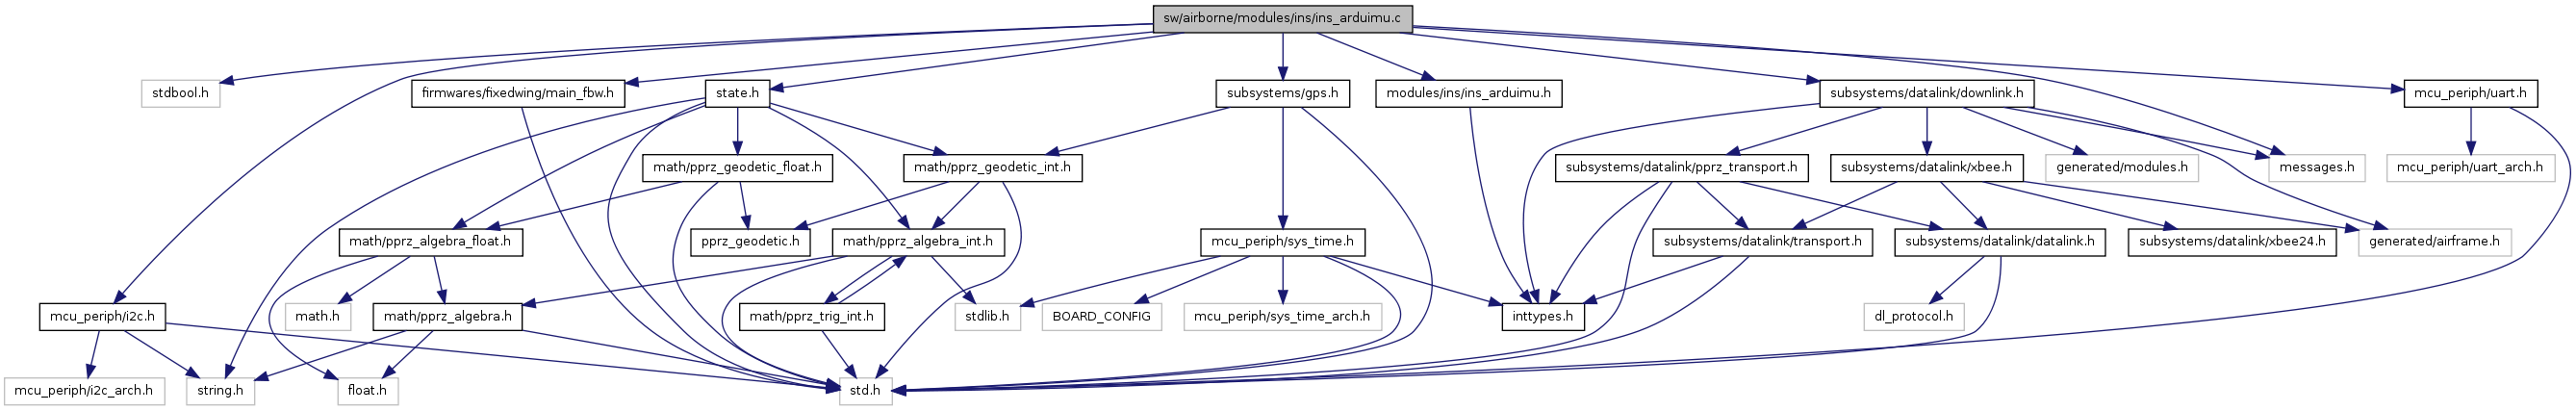 sw/airborne/modules/ins/ins_arduimu.c
stdbool.h
firmwares/fixedwing/main_fbw.h
state.h
subsystems/gps.h
modules/ins/ins_arduimu.h
subsystems/datalink/downlink.h
mcu_periph/uart.h
math/pprz_geodetic_float.h
math/pprz_geodetic_int.h
subsystems/datalink/pprz_transport.h
subsystems/datalink/xbee.h
generated/modules.h
messages.h
mcu_periph/uart_arch.h
math/pprz_algebra_float.h
pprz_geodetic.h
math/pprz_algebra_int.h
mcu_periph/sys_time.h
subsystems/datalink/transport.h
subsystems/datalink/datalink.h
subsystems/datalink/xbee24.h
generated/airframe.h
mcu_periph/i2c.h
math.h
math/pprz_algebra.h
math/pprz_trig_int.h
stdlib.h
BOARD_CONFIG
mcu_periph/sys_time_arch.h
inttypes.h
dl_protocol.h
mcu_periph/i2c_arch.h
string.h
float.h
std.h